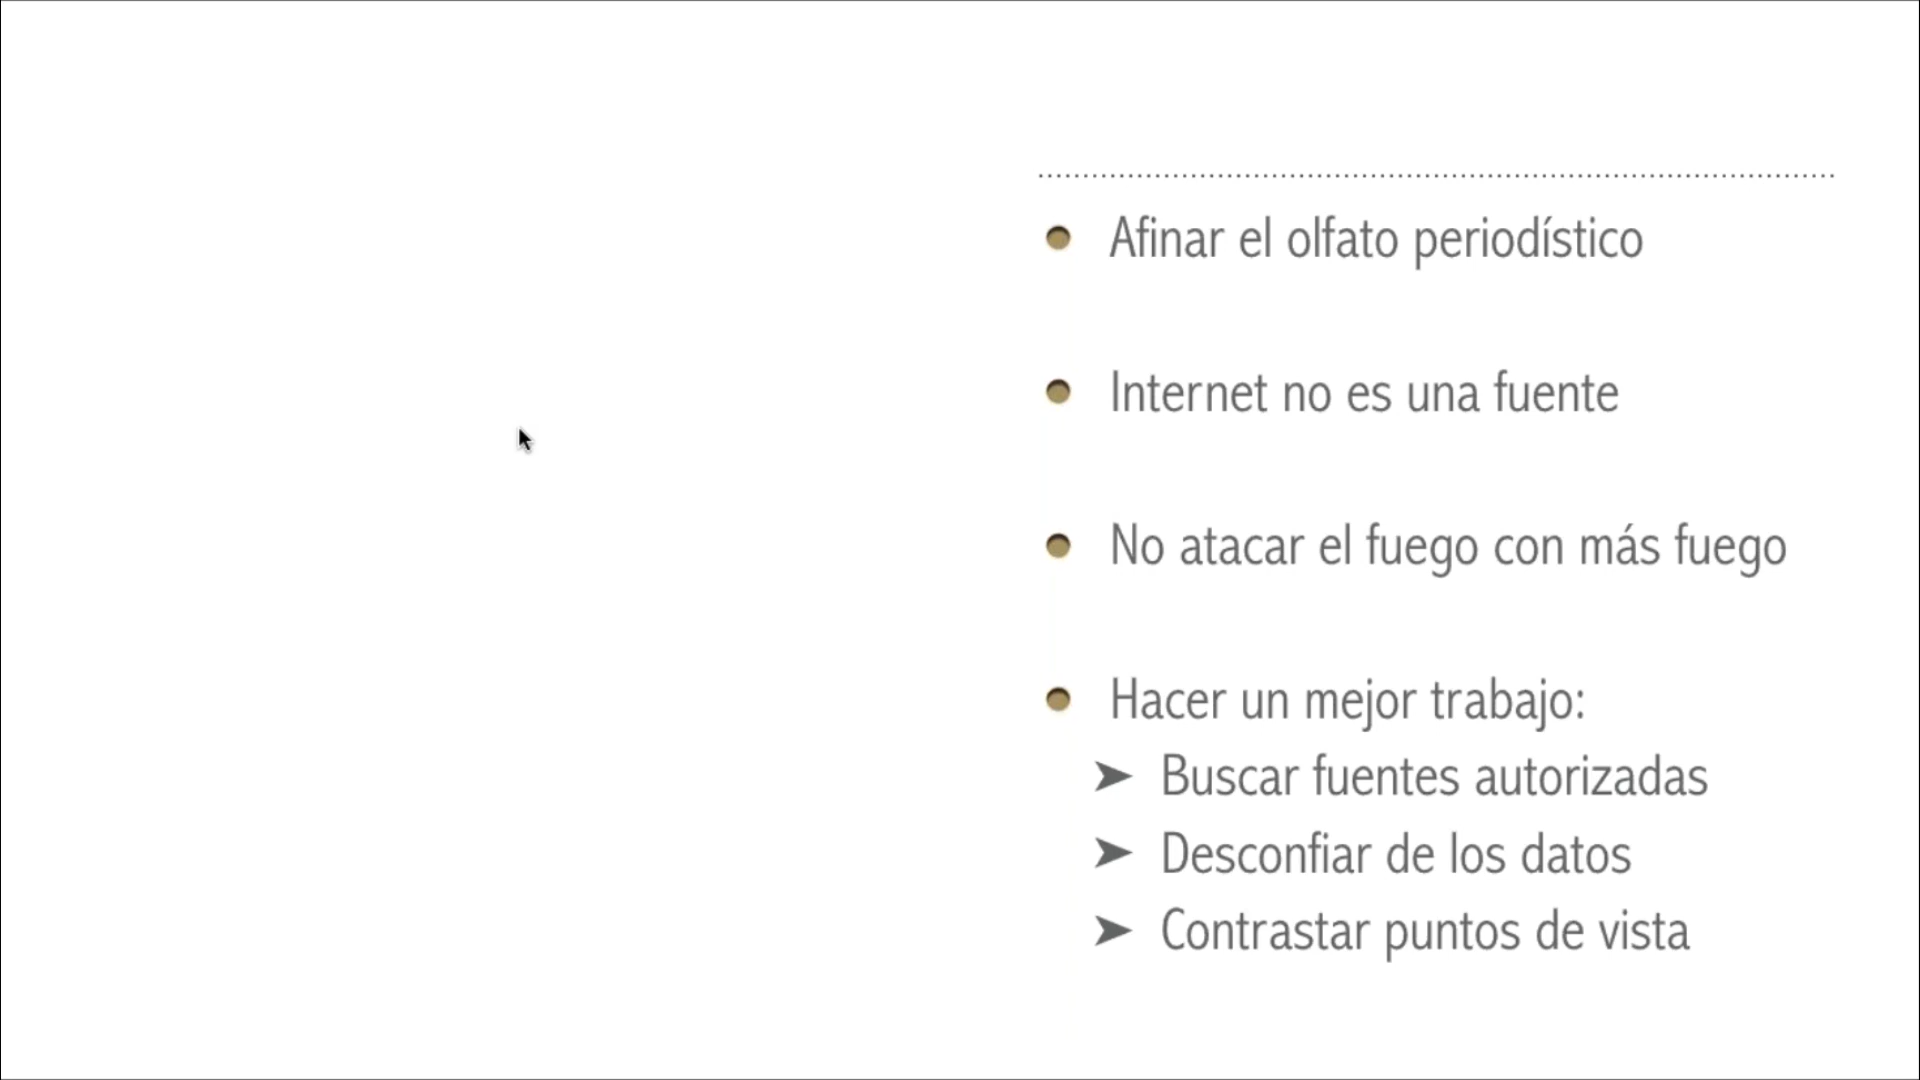 Afinar el olfato periodístico
Internet no es una fuente
No atacar el fuego con más fuego
Hacer un mejor trabajo:
Buscar fuentes autorizadas
Desconfiar de los datos
Contrastar puntos de vista